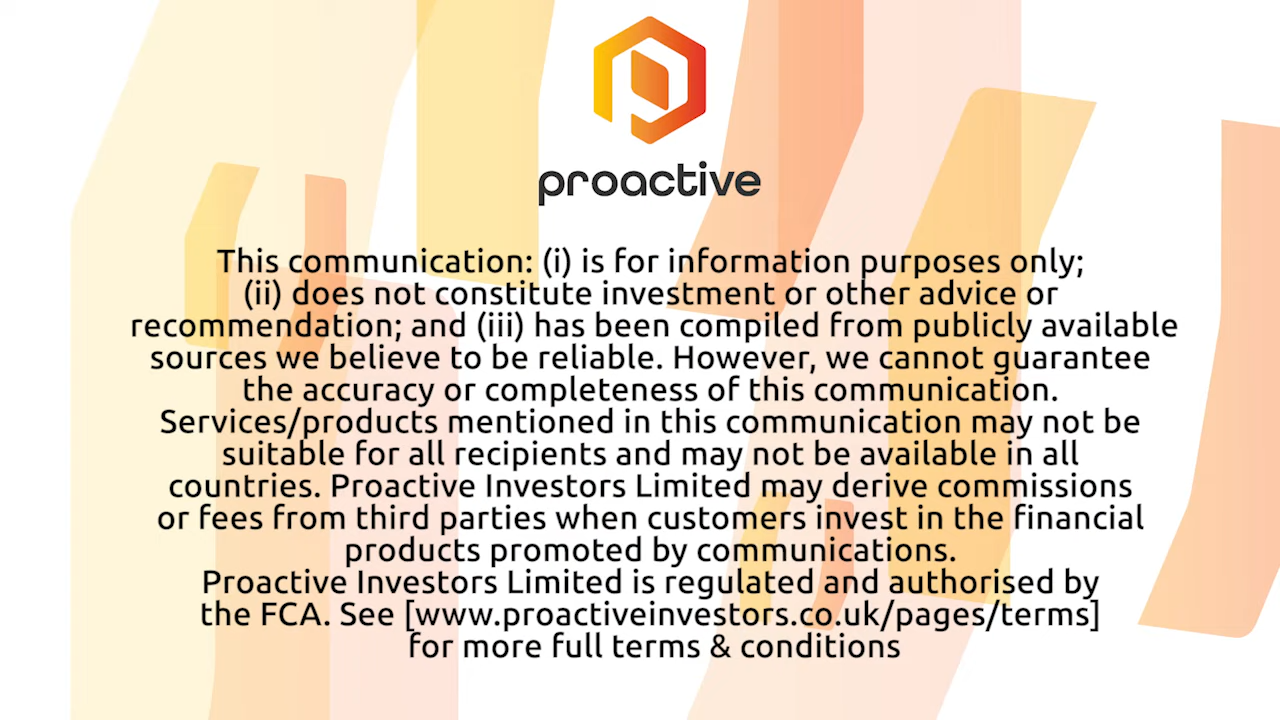 proactive
This communication: (i) is for information purposes only;
(ii) does not constitute investment or other advice or
recommendation; and (iii) has been compiled from publicly available
sources we believe to be reliable. However, we cannot guarantee
the accuracy or completeness of this communication.
Services/products mentioned in this communication may not be
suitable for all recipients and may not be available in all
countries. Proactive Investors Limited may derive commissions
or fees from third parties when customers invest in the financial
products promoted by communications.
Proactive Investors Limited is regulated and authorised by
the FCA. See [www.proactiveinvestors.co.uk/pages/terms]
for more full terms & conditions